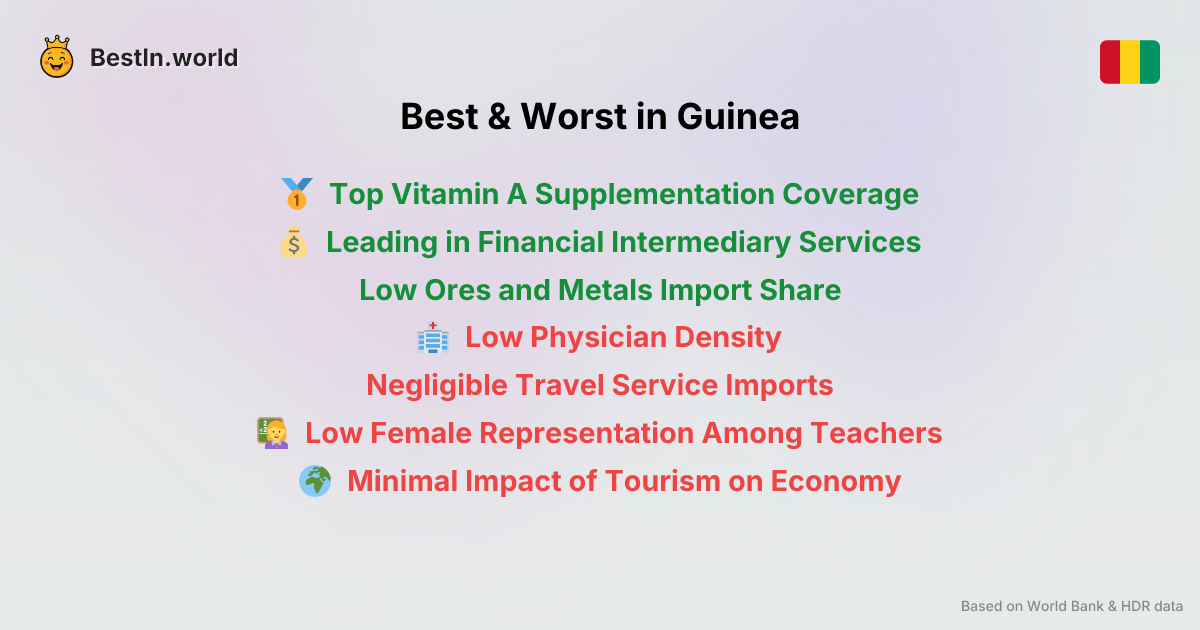 BestIn.world
Best & Worst in Guinea
Top Vitamin A Supplementation Coverage
Leading in Financial Intermediary Services
Low Ores and Metals Import Share
Low Physician Density
Negligible Travel Service Imports
Low Female Representation Among Teachers
Minimal Impact of Tourism on Economy
Based on World Bank & HDR data